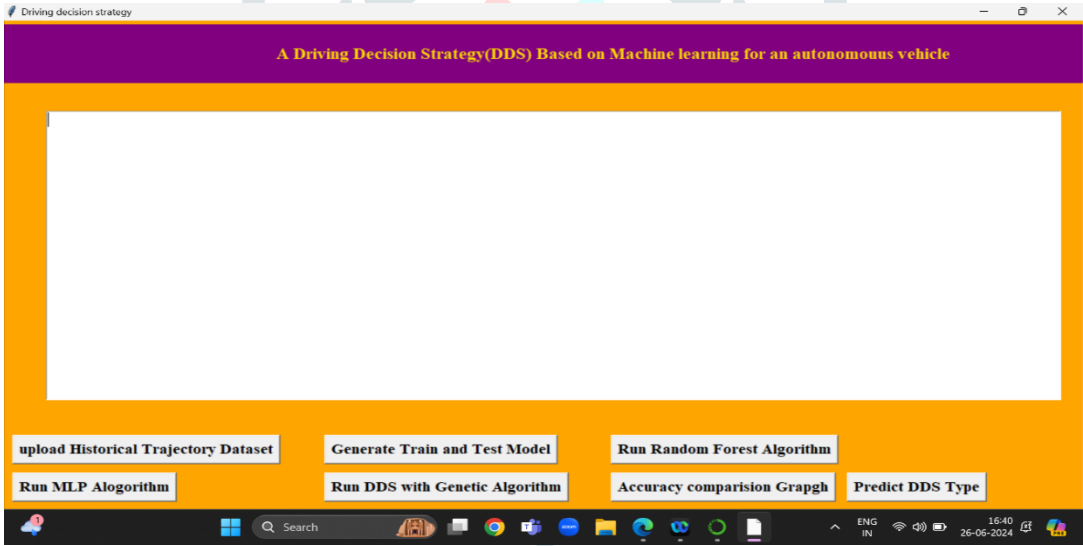 Driving decision strategy
A Driving Decision Strategy(DDS) Based on Machine learning for an autonomouus vehicle
upload Historical Trajectory Dataset
Generate Train and Test Model
Run Random Forest Algorithm
Run MLP Alogorithm
Run DDS with Genetic Algorithm
Accuracy comparision Grapgh
Predict DDS Type
Search
ENG
IN
16:40
26-06-2024